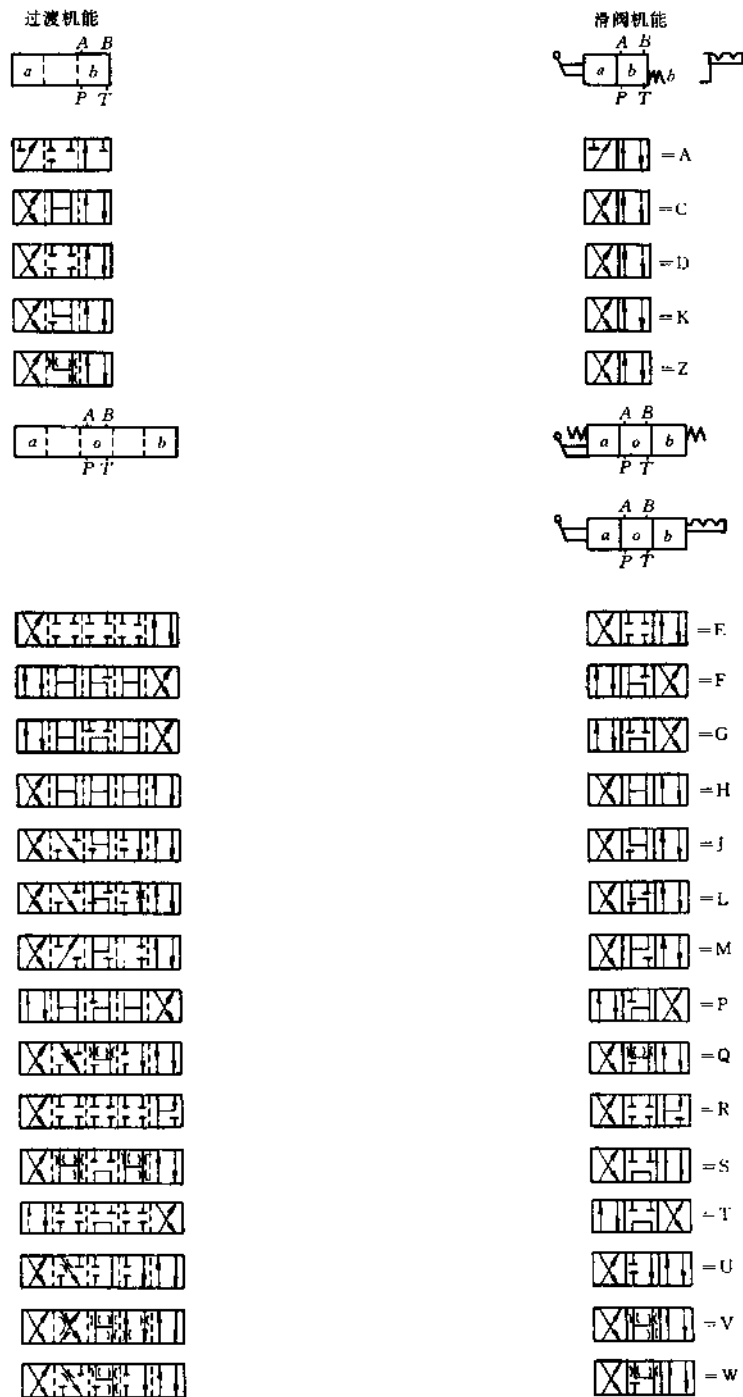 过渡机能 滑阀机能
A B A B
a b a b b
P T P T
=A
=C
=D
=K
=Z
A B A B
a o b a o b
P T P T
A B
a o b
P T
=E
=F
=G
=H
=J
=L
=M
=P
=Q
=R
=S
=T
=U
=V
=W